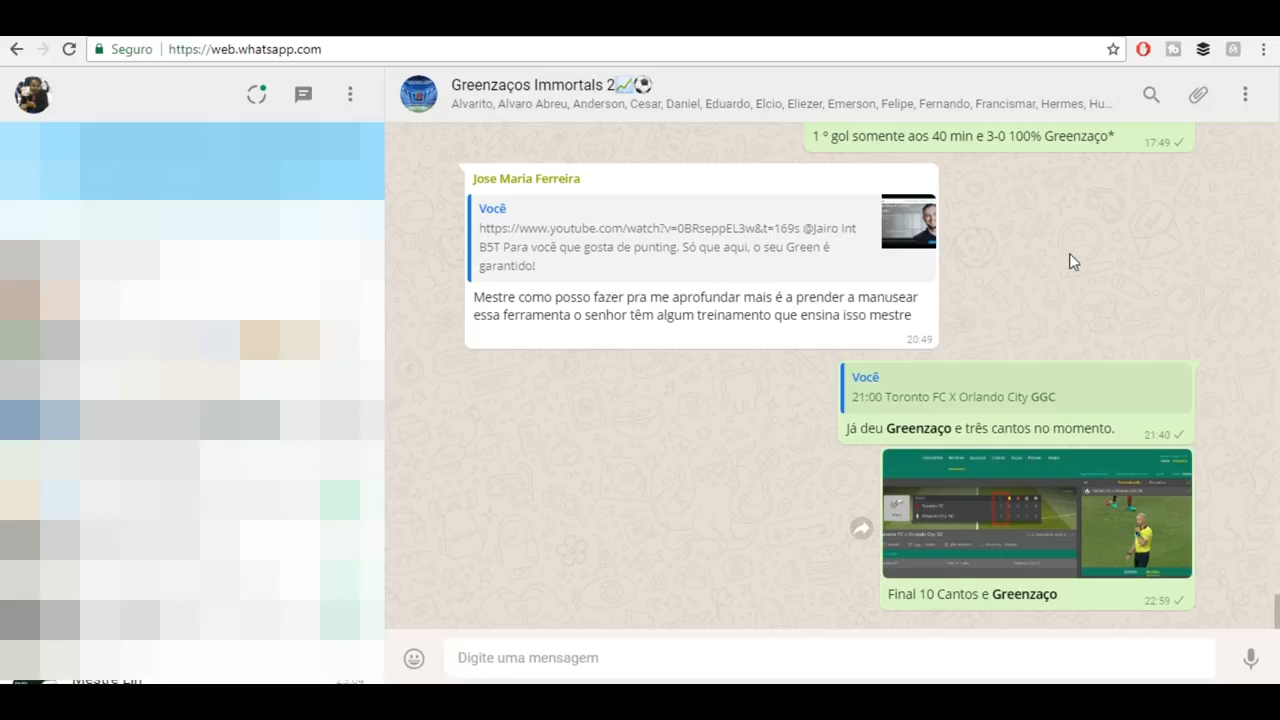 Seguro
https://web.whatsapp.com
Greenzaços Immortals 2
Alvarito, Alvaro Abreu, Anderson, Cesar, Daniel, Eduardo, Elcio, Eliezer, Emerson, Felipe, Fernando, Francismar, Hermes, Hu...
1 º gol somente aos 40 min e 3-0 100% Greenzaço*
17:49
Jose Maria Ferreira
Você
https://www.youtube.com/watch?v=0BRseppEL3w&t=169s @Jairo Int
B5T Para você que gosta de punting. Só que aqui, o seu Green é
garantido!
Mestre como posso fazer pra me aprofundar mais é a prender a manusear
essa ferramenta o senhor têm algum treinamento que ensina isso mestre
20:49
Você
21:00 Toronto FC X Orlando City GGC
Já deu Greenzaço e três cantos no momento.
21:40
Toronto FC
Final 10 Cantos e Greenzaço
22:59
Digite uma mensagem